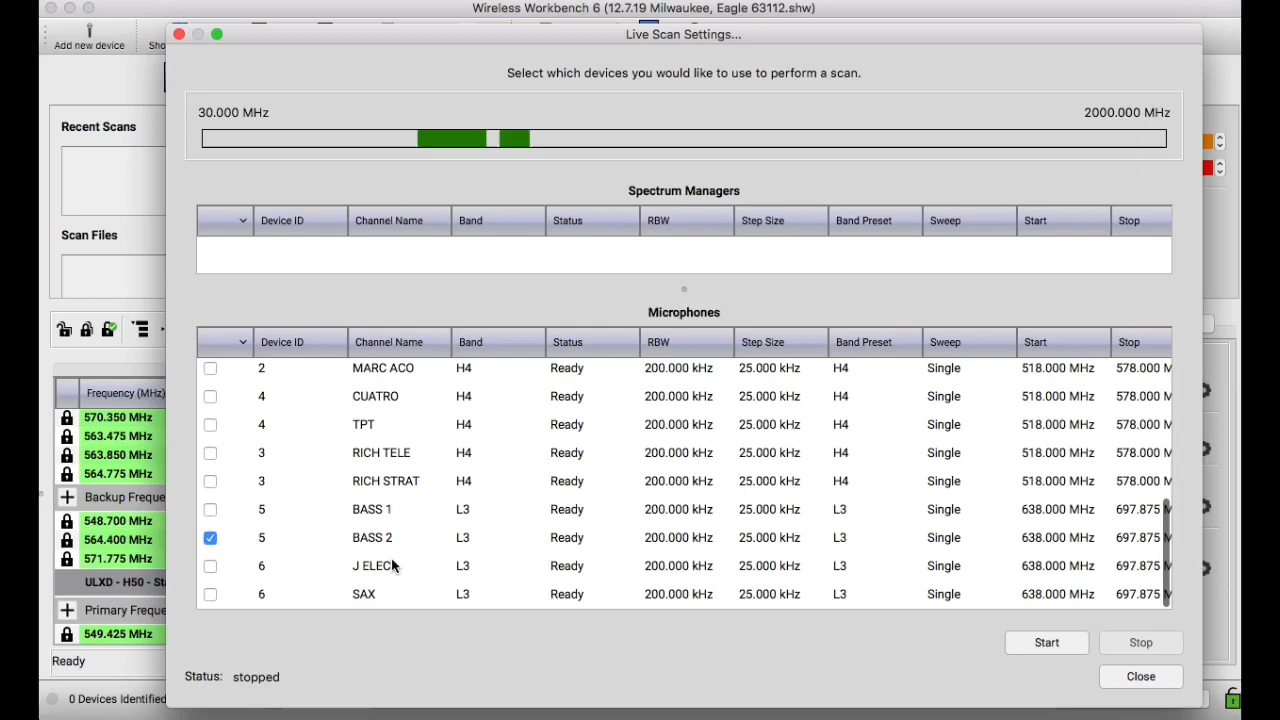 Wireless Workbench 6 (12.7.19 Milwaukee, Eagle 63112.shw)
Add new device
Sho
Live Scan Settings...
Select which devices you would like to use to perform a scan.
30.000 MHz 2000.000 MHz
Recent Scans
Scan Files
Spectrum Managers
Device ID Channel Name Band Status RBW Step Size Band Preset Sweep Start Stop
Microphones
Device ID Channel Name Band Status RBW Step Size Band Preset Sweep Start Stop
2 MARC ACO H4 Ready 200.000 kHz 25.000 kHz H4 Single 518.000 MHz 578.000 M
4 CUATRO H4 Ready 200.000 kHz 25.000 kHz H4 Single 518.000 MHz 578.000 M
4 TPT H4 Ready 200.000 kHz 25.000 kHz H4 Single 518.000 MHz 578.000 M
3 RICH TELE H4 Ready 200.000 kHz 25.000 kHz H4 Single 518.000 MHz 578.000 M
3 RICH STRAT H4 Ready 200.000 kHz 25.000 kHz H4 Single 518.000 MHz 578.000 M
5 BASS 1 L3 Ready 200.000 kHz 25.000 kHz L3 Single 638.000 MHz 697.875 M
5 BASS 2 L3 Ready 200.000 kHz 25.000 kHz L3 Single 638.000 MHz 697.875 M
6 J ELEC L3 Ready 200.000 kHz 25.000 kHz L3 Single 638.000 MHz 697.875 M
6 SAX L3 Ready 200.000 kHz 25.000 kHz L3 Single 638.000 MHz 697.875 M
Start Stop
Status: stopped
Close
Frequency (MHz)
570.350 MHz
563.475 MHz
563.850 MHz
564.775 MHz
Backup Freque
548.700 MHz
564.400 MHz
571.775 MHz
ULXD - H50 - Sta
Primary Freque
549.425 MHz
Ready
0 Devices Identified